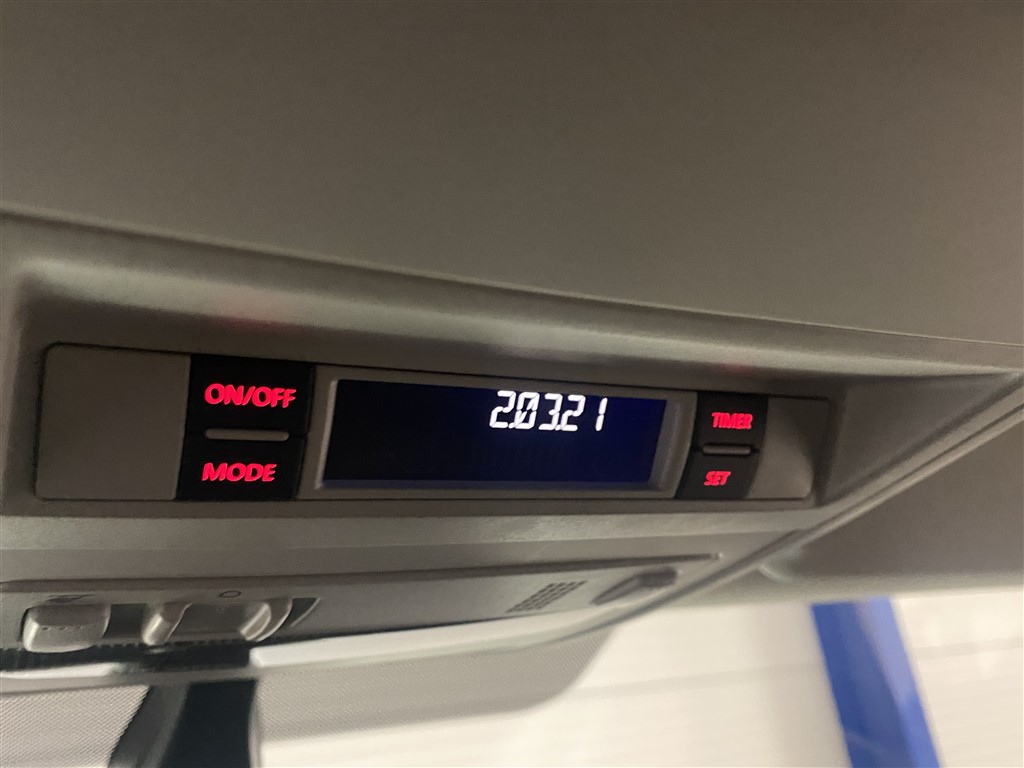 ON/OFF
MODE
2.03.21
TIMER
SET